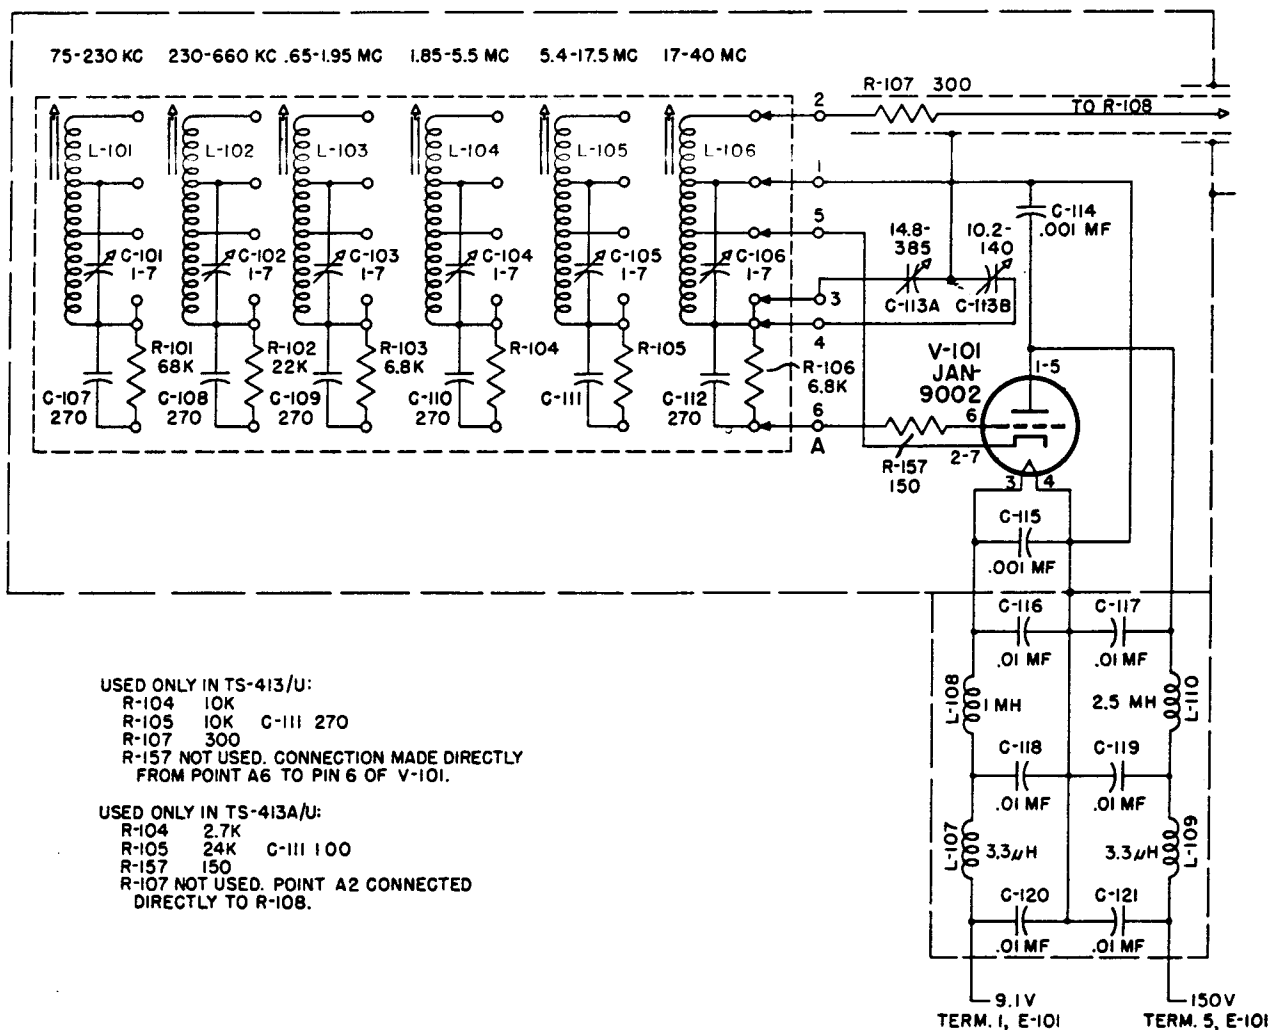 75-230 KC 230-660 KC .65-1.95 MC 1.85-5.5 MC 5.4-17.5 MC 17-40 MC
R-107 300
TO R-108
2
L-101 L-102 L-103 L-104 L-105 L-106
1
C-114
.001 MF
5
14.8-
385
10.2-
140
C-101
1-7
C-102
1-7
C-103
1-7
C-104
1-7
C-105
1-7
C-106
1-7
3
C-113A C-113B
4
R-101
68K
R-102
22K
R-103
6.8K
R-104
R-105
R-106
6.8K
V-101
JAN-
9002
1-5
C-107
270
C-108
270
C-109
270
C-110
270
C-111
C-112
270
6
A
6
R-157
150
2-7
3 4
C-115
.001 MF
C-116
.01 MF
C-117
.01 MF
L-108
1 MH
2.5 MH
L-110
C-118
.01 MF
C-119
.01 MF
L-107
3.3µH
3.3µH
L-109
C-120
.01 MF
C-121
.01 MF
9.1V
TERM. 1, E-101
150V
TERM. 5, E-101
USED ONLY IN TS-413/U:
R-104 10K
R-105 10K C-111 270
R-107 300
R-157 NOT USED. CONNECTION MADE DIRECTLY
FROM POINT A6 TO PIN 6 OF V-101.
USED ONLY IN TS-413A/U:
R-104 2.7K
R-105 24K C-111 100
R-157 150
R-107 NOT USED. POINT A2 CONNECTED
DIRECTLY TO R-108.